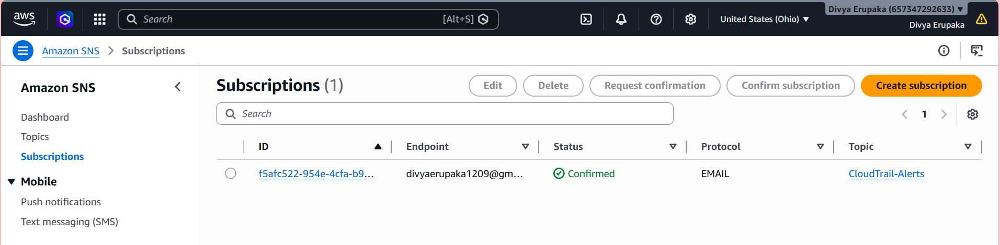 aws
Search [Alt+S]
United States (Ohio)
Divya Erupaka (657347292633)
Divya Erupaka
Amazon SNS
Subscriptions
Amazon SNS
Dashboard
Topics
Subscriptions
Mobile
Push notifications
Text messaging (SMS)
Subscriptions (1)
Edit
Delete
Request confirmation
Confirm subscription
Create subscription
Search
1
ID Endpoint Status Protocol Topic
f5afc522-954e-4cfa-b9... divyaerupaka1209@gm... Confirmed EMAIL CloudTrail-Alerts